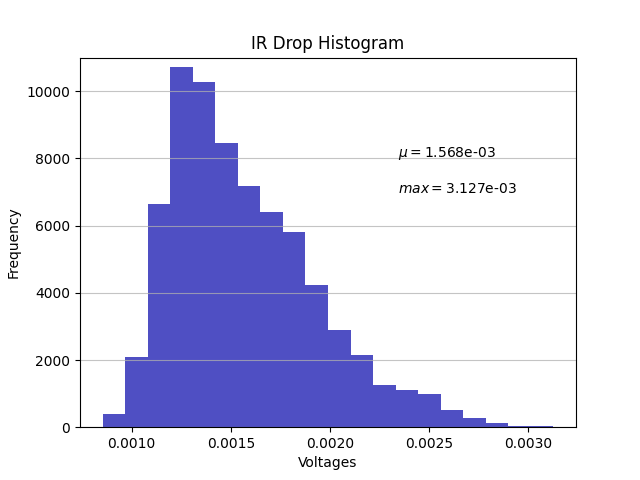 IR Drop Histogram
10000
8000
6000
4000
2000
0
Frequency
μ = 1.568e-03
max = 3.127e-03
0.0010 0.0015 0.0020 0.0025 0.0030
Voltages